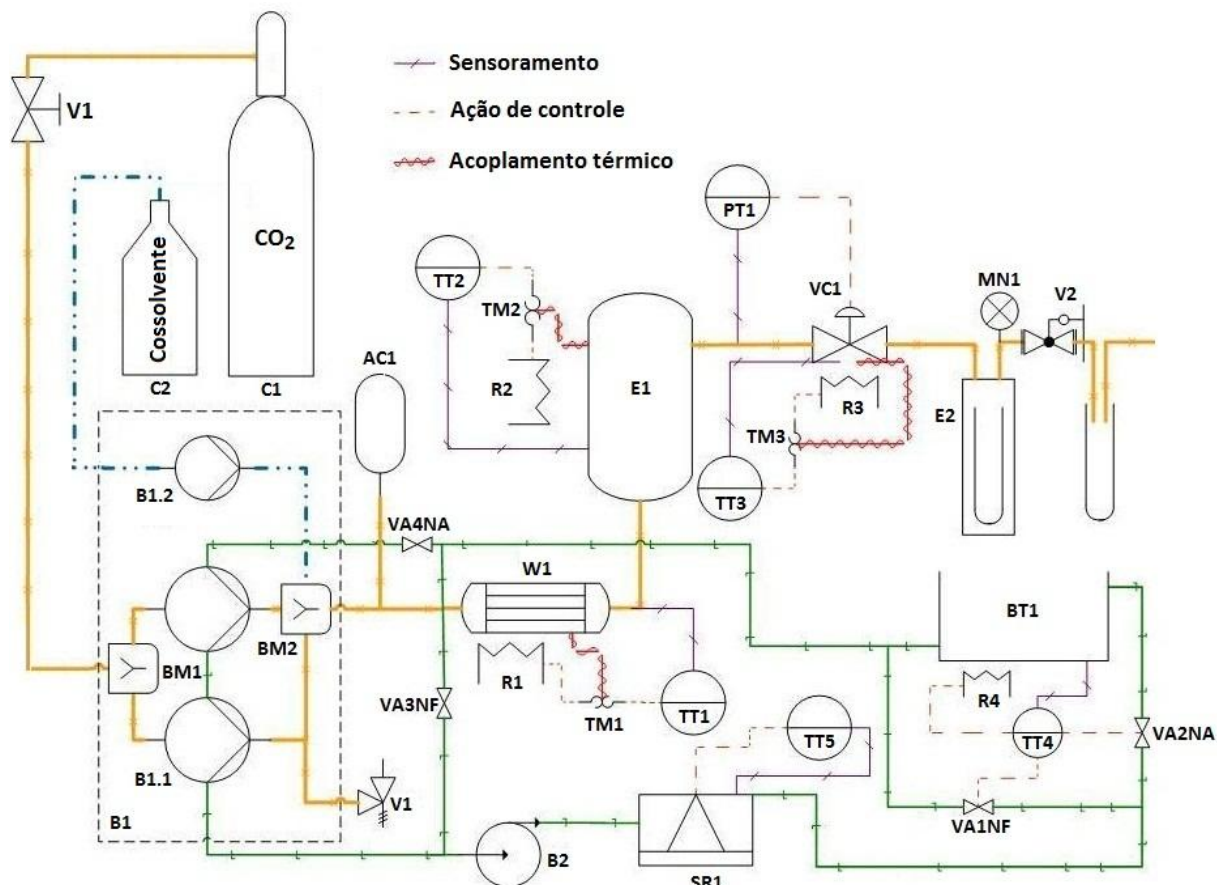 V1
CO₂
C1
Cossolvente
C2
Sensoramento
Ação de controle
Acoplamento térmico
PT1
TT2
TM2
R2
E1
VC1
MN1
V2
R3
TM3
TT3
E2
AC1
B1.2
VA4NA
W1
BM2
BM1
R1
TM1
TT1
VA3NF
B1.1
V1
B1
B2
TT5
SR1
BT1
R4
TT4
VA2NA
VA1NF